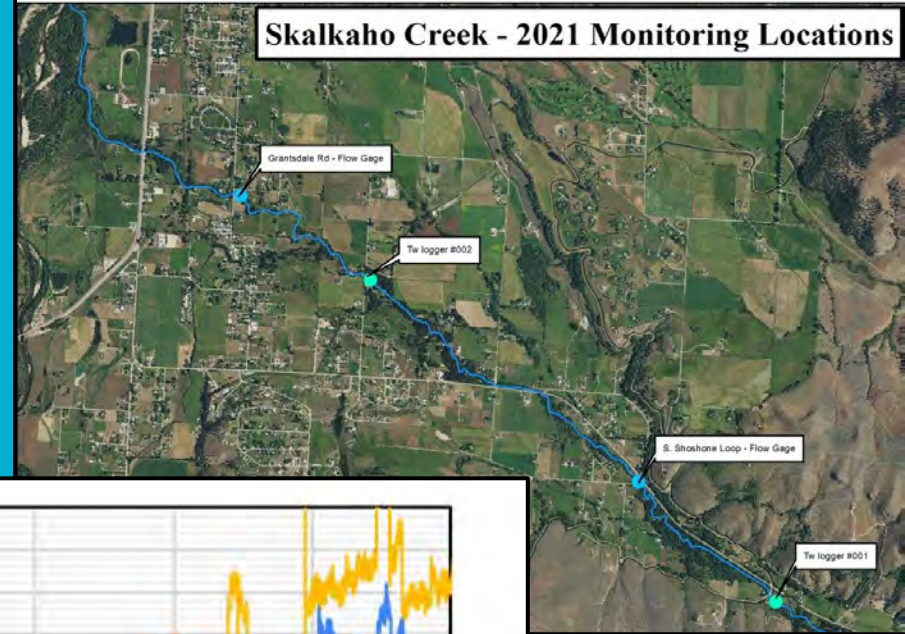 Skalkaho Creek - 2021 Monitoring Locations
Grantsdale Rd - Flow Gage
Tw logger #002
S. Shoshone Loop - Flow Gage
Tw logger #001